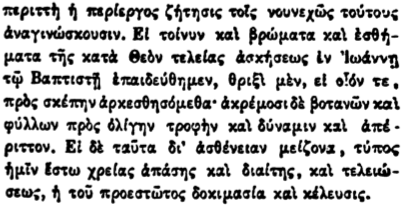 περιττὴ ἡ περίεργος ζήτησις τοῖς νουνεχῶς τούτους
ἀναγινώσκουσιν. Εἰ τοίνυν καὶ βρώματα καὶ ἐσθή-
ματα τῆς κατὰ Θεὸν τελείας ἀσκήσεως ἐν Ἰωάννῃ
τῷ Βαπτιστῇ ἐπαιδεύθημεν, θριξὶ μὲν, εἰ οἷόν τε,
πρὸς σκέπην ἀρκεσθησόμεθα· ἀκρέμοσι δὲ βοτανῶν καὶ
φύλλων πρὸς ὀλίγην τροφὴν καὶ δύναμιν καὶ ἀπέ-
ριττον. Εἰ δὲ ταῦτα δι' ἀσθένειαν μείζονα, τύπος
ἡμῖν ἔστω χρείας ἁπάσης καὶ διαίτης, καὶ τελειώ-
σεως, ἡ τοῦ προεστῶτος δοκιμασία καὶ κέλευσις.